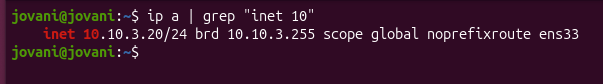 jovani@jovani:~$ ip a | grep "inet 10"
    inet 10.10.3.20/24 brd 10.10.3.255 scope global noprefixroute ens33
jovani@jovani:~$